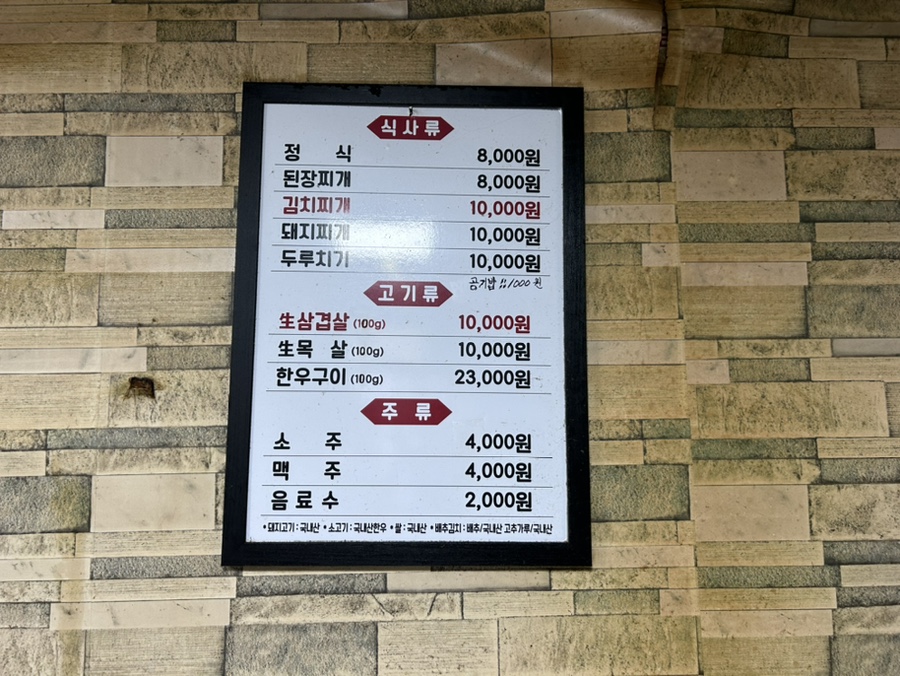 식사류
정 식 8,000원
된장찌개 8,000원
김치찌개 10,000원
돼지찌개 10,000원
두루치기 10,000원
공기밥 1,000원
고기류
生삼겹살 (100g) 10,000원
生목 살 (100g) 10,000원
한우구이 (100g) 23,000원
주 류
소 주 4,000원
맥 주 4,000원
음 료 수 2,000원
•돼지고기 : 국내산 •소고기 : 국내산한우 •쌀 : 국내산 •배추김치 : 배추/국내산 고추가루/국내산